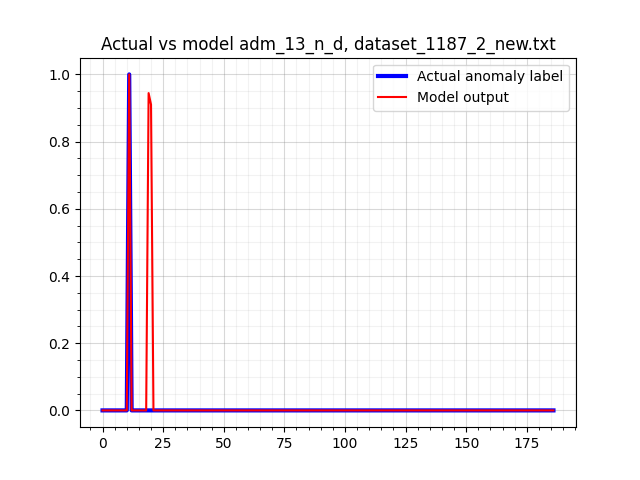 Actual vs model adm_13_n_d, dataset_1187_2_new.txt
Actual anomaly label
Model output
1.0
0.8
0.6
0.4
0.2
0.0
0 25 50 75 100 125 150 175